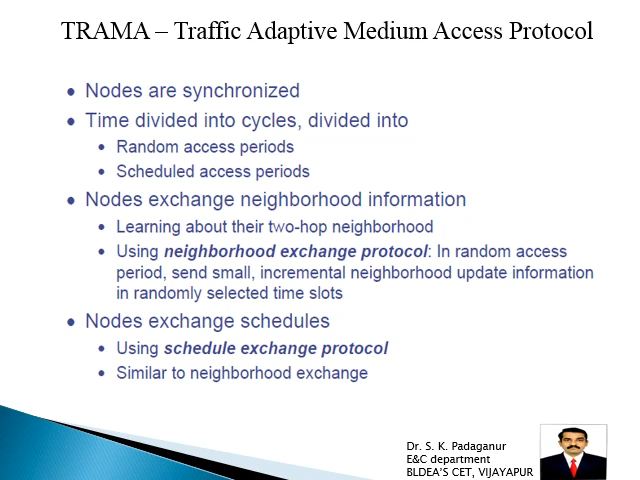 TRAMA – Traffic Adaptive Medium Access Protocol
• Nodes are synchronized
• Time divided into cycles, divided into
• Random access periods
• Scheduled access periods
• Nodes exchange neighborhood information
• Learning about their two-hop neighborhood
• Using neighborhood exchange protocol: In random access
period, send small, incremental neighborhood update information
in randomly selected time slots
• Nodes exchange schedules
• Using schedule exchange protocol
• Similar to neighborhood exchange
Dr. S. K. Padaganur
E&C department
BLDEA'S CET, VIJAYAPUR